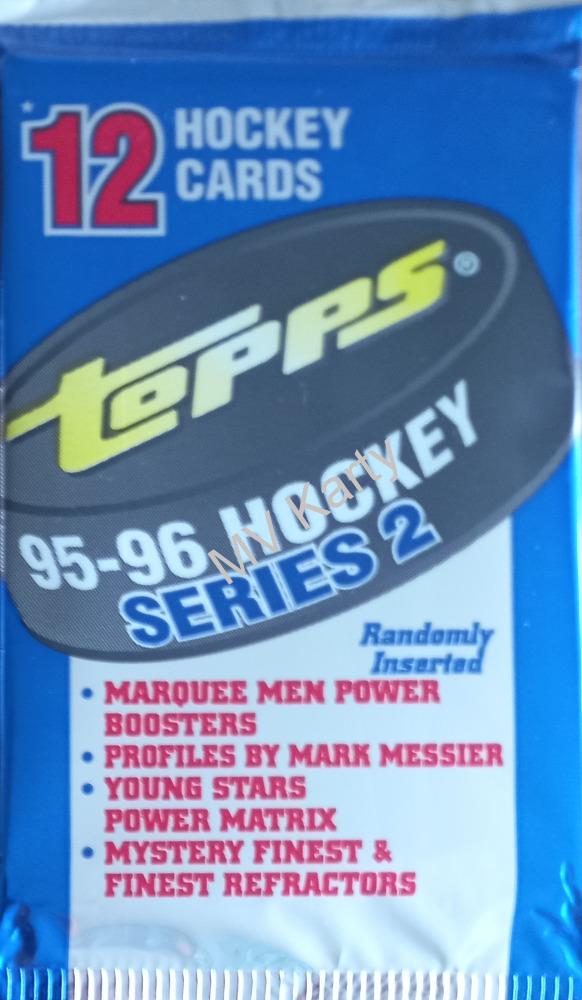 *12 HOCKEY
CARDS
topps®
95-96 HOCKEY
SERIES 2
MV Karty
Randomly
Inserted
• MARQUEE MEN POWER
BOOSTERS
• PROFILES BY MARK MESSIER
• YOUNG STARS
POWER MATRIX
• MYSTERY FINEST &
FINEST REFRACTORS